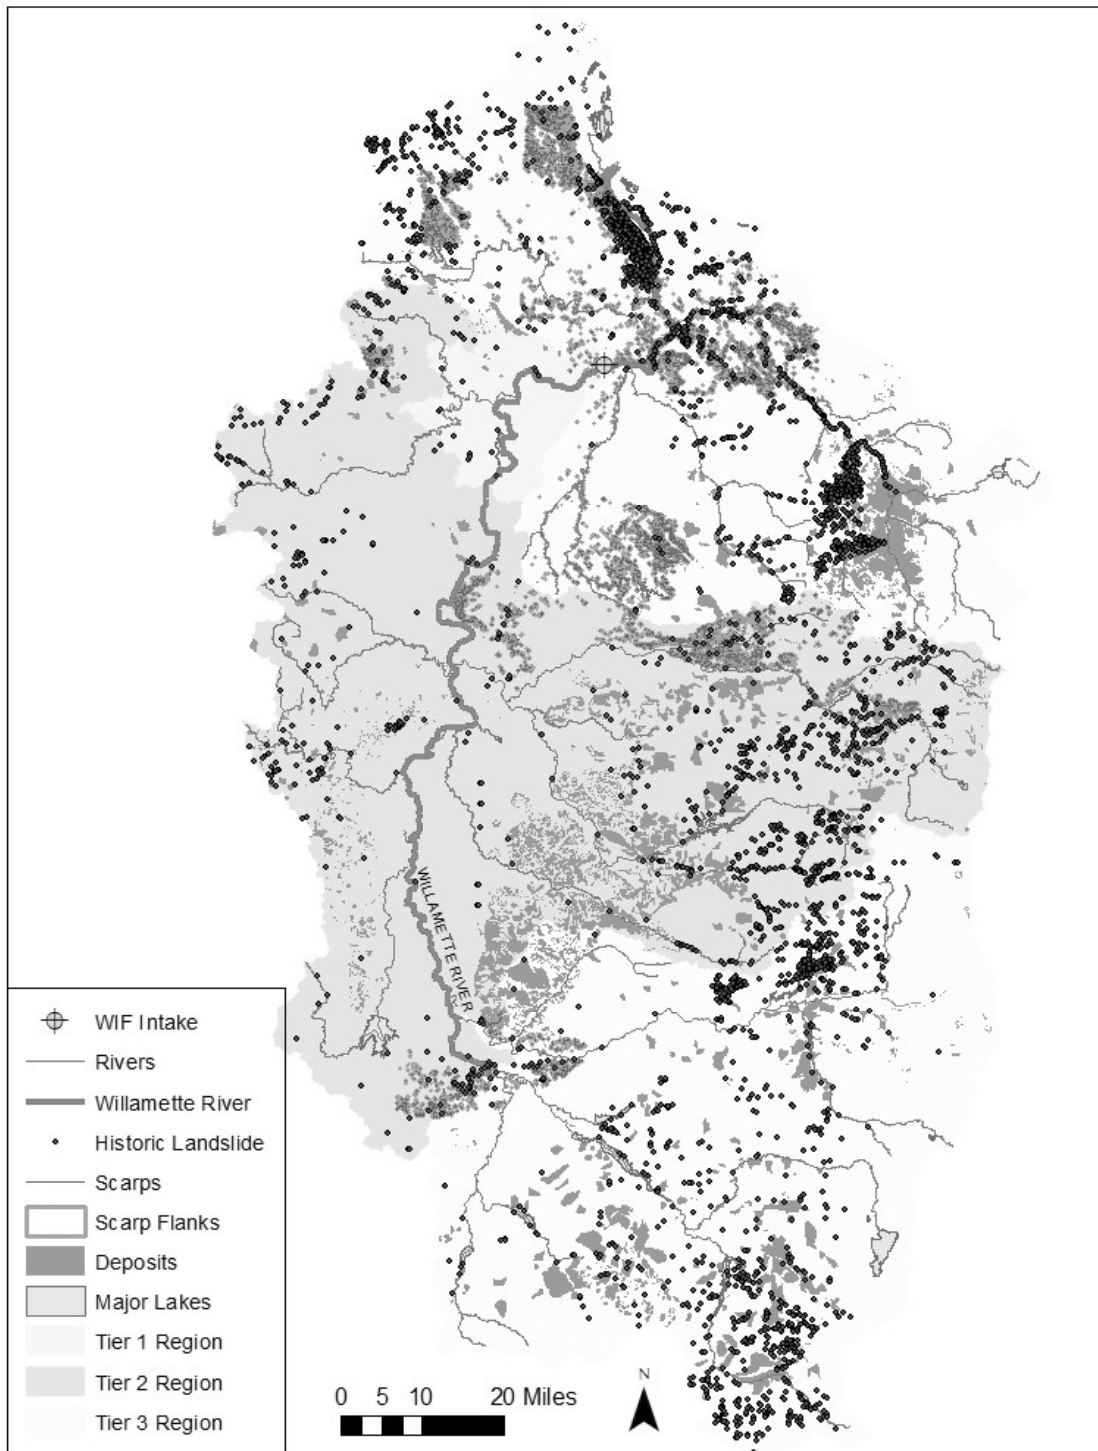 WILLAMETTE RIVER
WIF Intake
Rivers
Willamette River
Historic Landslide
Scarps
Scarp Flanks
Deposits
Major Lakes
Tier 1 Region
Tier 2 Region
Tier 3 Region
0 5 10 20 Miles
N